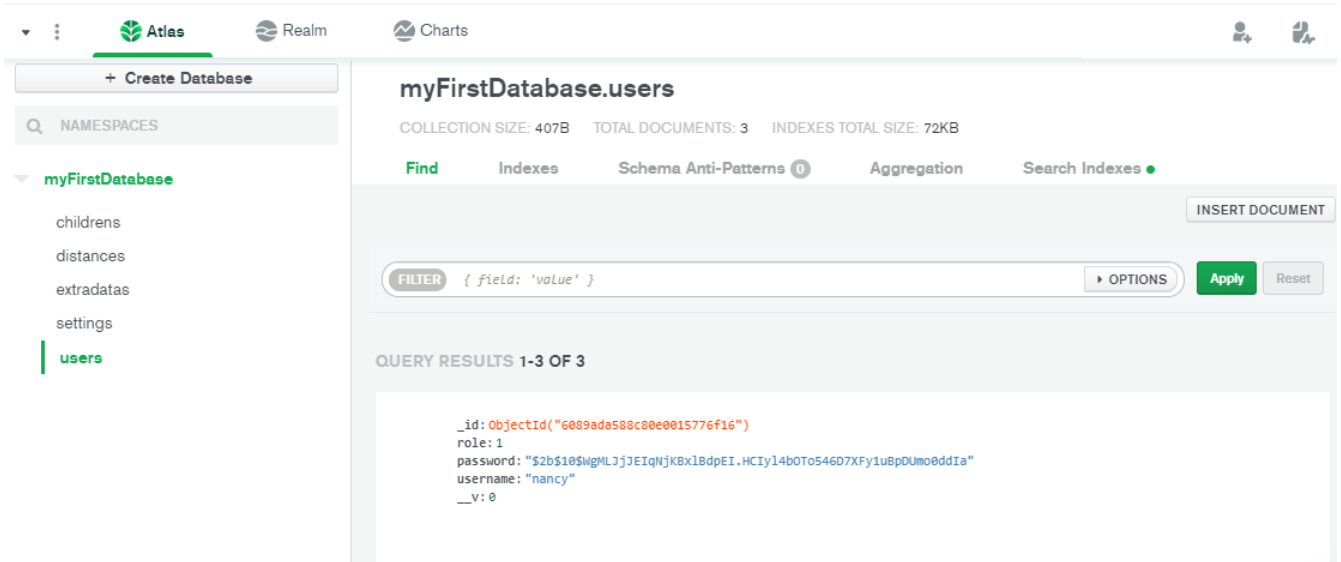 Atlas Realm Charts
+ Create Database
NAMESPACES
myFirstDatabase
childrens
distances
extradatas
settings
users
myFirstDatabase.users
COLLECTION SIZE: 407B TOTAL DOCUMENTS: 3 INDEXES TOTAL SIZE: 72KB
Find Indexes Schema Anti-Patterns 0 Aggregation Search Indexes
INSERT DOCUMENT
FILTER { field: 'value' } OPTIONS Apply Reset
QUERY RESULTS 1-3 OF 3
_id: ObjectId("6089ada588c80e0015776f16")
role: 1
password: "$2b$10$WgMLJjJEIqNjKBxlBdpEI.HCIyl4bOTo546D7XFy1uBpDUmo0ddIa"
username: "nancy"
__v: 0